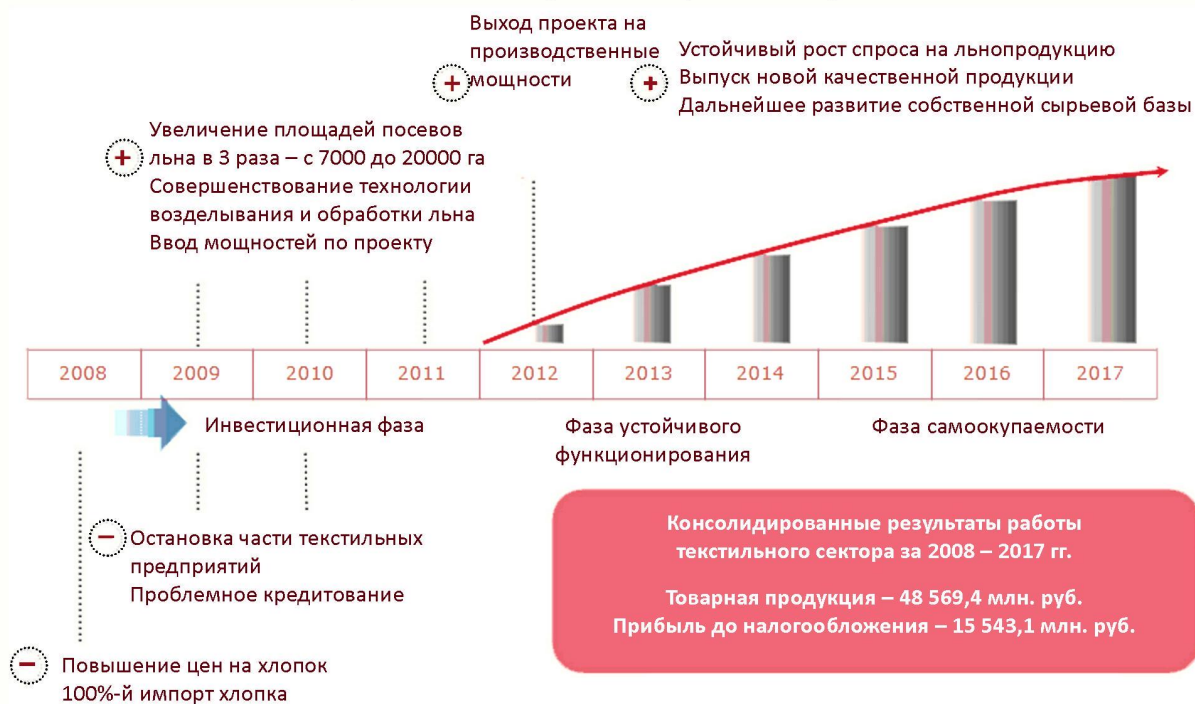 Выход проекта на
производственные
мощности
Устойчивый рост спроса на льнопродукцию
Выпуск новой качественной продукции
Дальнейшее развитие собственной сырьевой базы
Увеличение площадей посевов
льна в 3 раза – с 7000 до 20000 га
Совершенствование технологии
возделывания и обработки льна
Ввод мощностей по проекту
2008 2009 2010 2011 2012 2013 2014 2015 2016 2017
Инвестиционная фаза
Фаза устойчивого
функционирования
Фаза самоокупаемости
Остановка части текстильных
предприятий
Проблемное кредитование
Консолидированные результаты работы
текстильного сектора за 2008 – 2017 гг.
Товарная продукция – 48 569,4 млн. руб.
Прибыль до налогообложения – 15 543,1 млн. руб.
Повышение цен на хлопок
100%-й импорт хлопка